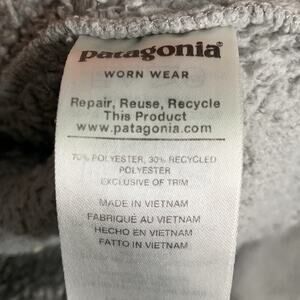 patagonia®
WORN WEAR
Repair, Reuse, Recycle
This Product
www.patagonia.com
70% POLYESTER, 30% RECYCLED
POLYESTER
EXCLUSIVE OF TRIM
MADE IN VIETNAM
FABRIQUÉ AU VIETNAM
HECHO EN VIETNAM
FATTO IN VIETNAM